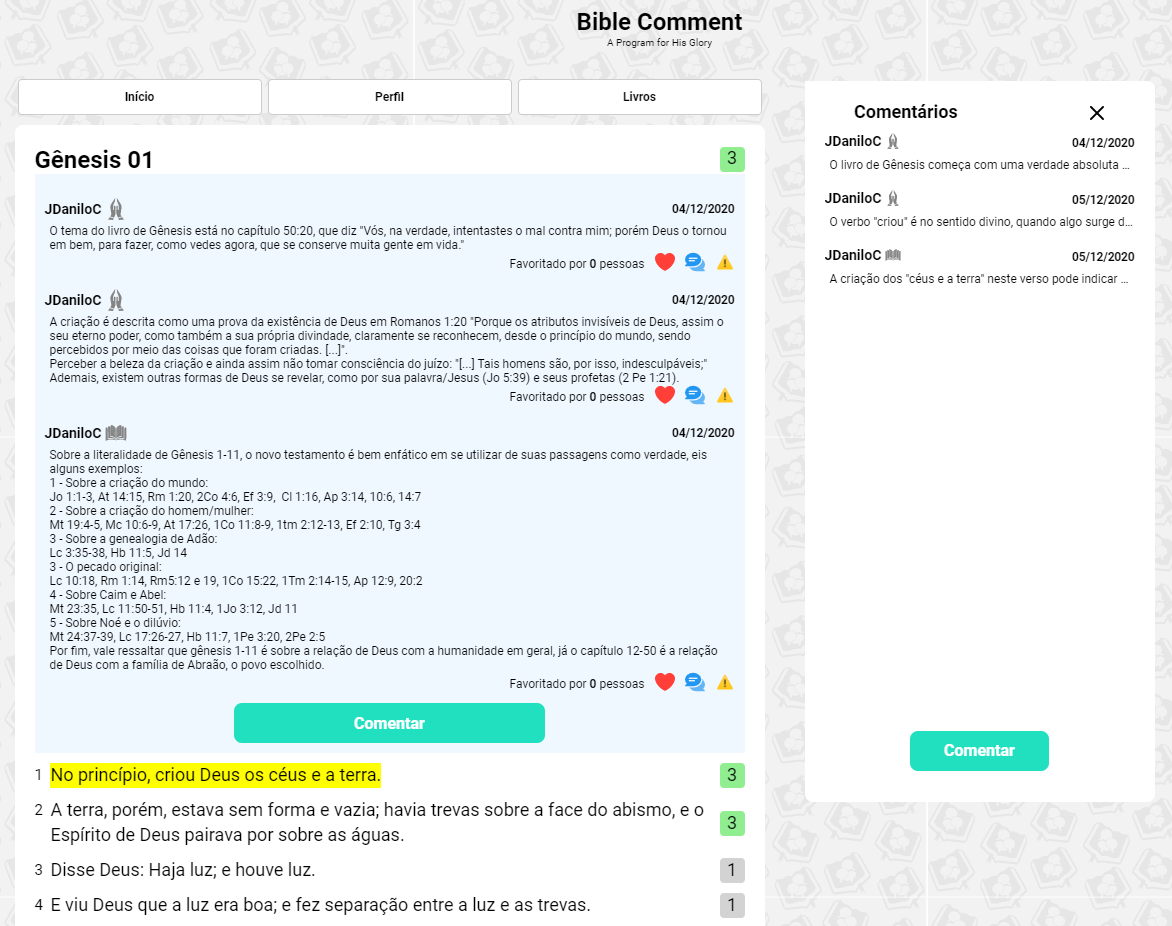 Bible Comment
A Program for His Glory
Início
Perfil
Livros
Gênesis 01
3
JDaniloC
04/12/2020
O tema do livro de Gênesis está no capítulo 50:20, que diz "Vós, na verdade, intentastes o mal contra mim; porém Deus o tornou
em bem, para fazer, como vedes agora, que se conserve muita gente em vida."
Favoritado por 0 pessoas
JDaniloC
04/12/2020
A criação é descrita como uma prova da existência de Deus em Romanos 1:20 "Porque os atributos invisíveis de Deus, assim o
seu eterno poder, como também a sua própria divindade, claramente se reconhecem, desde o princípio do mundo, sendo
percebidos por meio das coisas que foram criadas. [...]".
Perceber a beleza da criação e ainda assim não tomar consciência do juízo: "[...] Tais homens são, por isso, indesculpáveis;"
Ademais, existem outras formas de Deus se revelar, como por sua palavra/Jesus (Jo 5:39) e seus profetas (2 Pe 1:21).
Favoritado por 0 pessoas
JDaniloC
04/12/2020
Sobre a literalidade de Gênesis 1-11, o novo testamento é bem enfático em se utilizar de suas passagens como verdade, eis
alguns exemplos:
1 - Sobre a criação do mundo:
Jo 1:1-3, At 14:15, Rm 1:20, 2Co 4:6, Ef 3:9,  Cl 1:16, Ap 3:14, 10:6, 14:7
2 - Sobre a criação do homem/mulher:
Mt 19:4-5, Mc 10:6-9, At 17:26, 1Co 11:8-9, 1tm 2:12-13, Ef 2:10, Tg 3:4
3 - Sobre a genealogia de Adão:
Lc 3:35-38, Hb 11:5, Jd 14
3 - O pecado original:
Lc 10:18, Rm 1:14, Rm5:12 e 19, 1Co 15:22, 1Tm 2:14-15, Ap 12:9, 20:2
4 - Sobre Caim e Abel:
Mt 23:35, Lc 11:50-51, Hb 11:4, 1Jo 3:12, Jd 11
5 - Sobre Noé e o dilúvio:
Mt 24:37-39, Lc 17:26-27, Hb 11:7, 1Pe 3:20, 2Pe 2:5
Por fim, vale ressaltar que gênesis 1-11 é sobre a relação de Deus com a humanidade em geral, já o capítulo 12-50 é a relação
de Deus com a família de Abraão, o povo escolhido.
Favoritado por 0 pessoas
Comentar
1 No princípio, criou Deus os céus e a terra. 3
2 A terra, porém, estava sem forma e vazia; havia trevas sobre a face do abismo, e o
Espírito de Deus pairava por sobre as águas. 3
3 Disse Deus: Haja luz; e houve luz. 1
4 E viu Deus que a luz era boa; e fez separação entre a luz e as trevas. 1
Comentários
JDaniloC
04/12/2020
O livro de Gênesis começa com uma verdade absoluta ...
JDaniloC
05/12/2020
O verbo "criou" é no sentido divino, quando algo surge d...
JDaniloC
05/12/2020
A criação dos "céus e a terra" neste verso pode indicar ...
Comentar